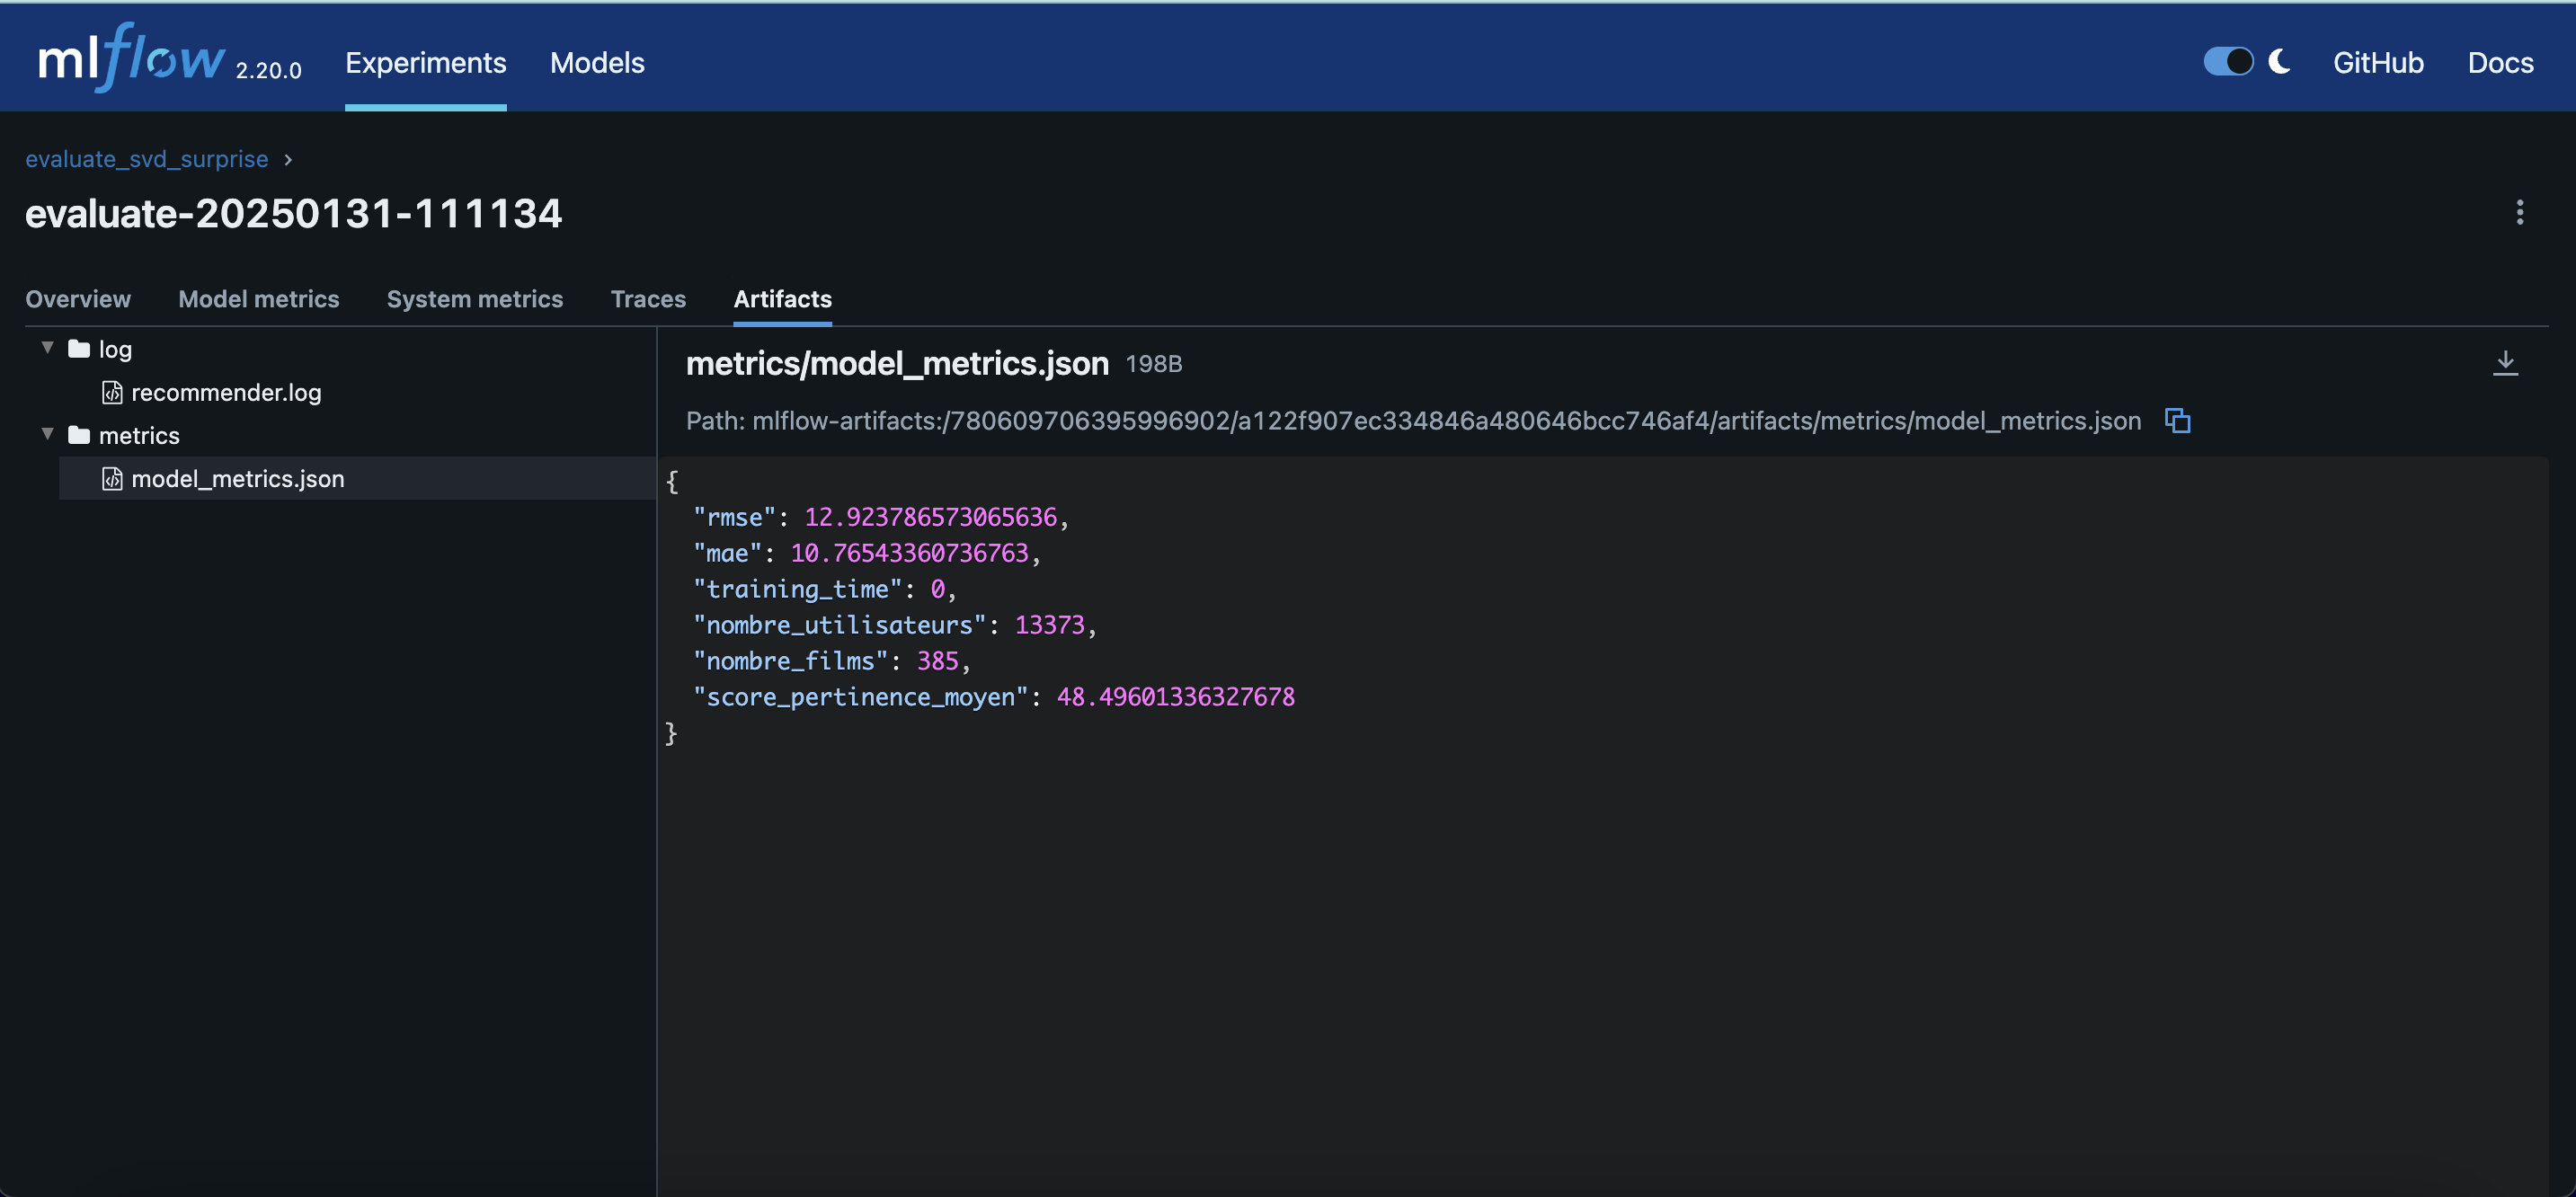 mlflow 2.20.0 Experiments Models GitHub Docs
evaluate_svd_surprise
evaluate-20250131-111134
Overview Model metrics System metrics Traces Artifacts
log
recommender.log
metrics
model_metrics.json
metrics/model_metrics.json 198B
Path: mlflow-artifacts:/780609706395996902/a122f907ec334846a480646bcc746af4/artifacts/metrics/model_metrics.json
{
"rmse": 12.923786573065636,
"mae": 10.76543360736763,
"training_time": 0,
"nombre_utilisateurs": 13373,
"nombre_films": 385,
"score_pertinence_moyen": 48.49601336327678
}